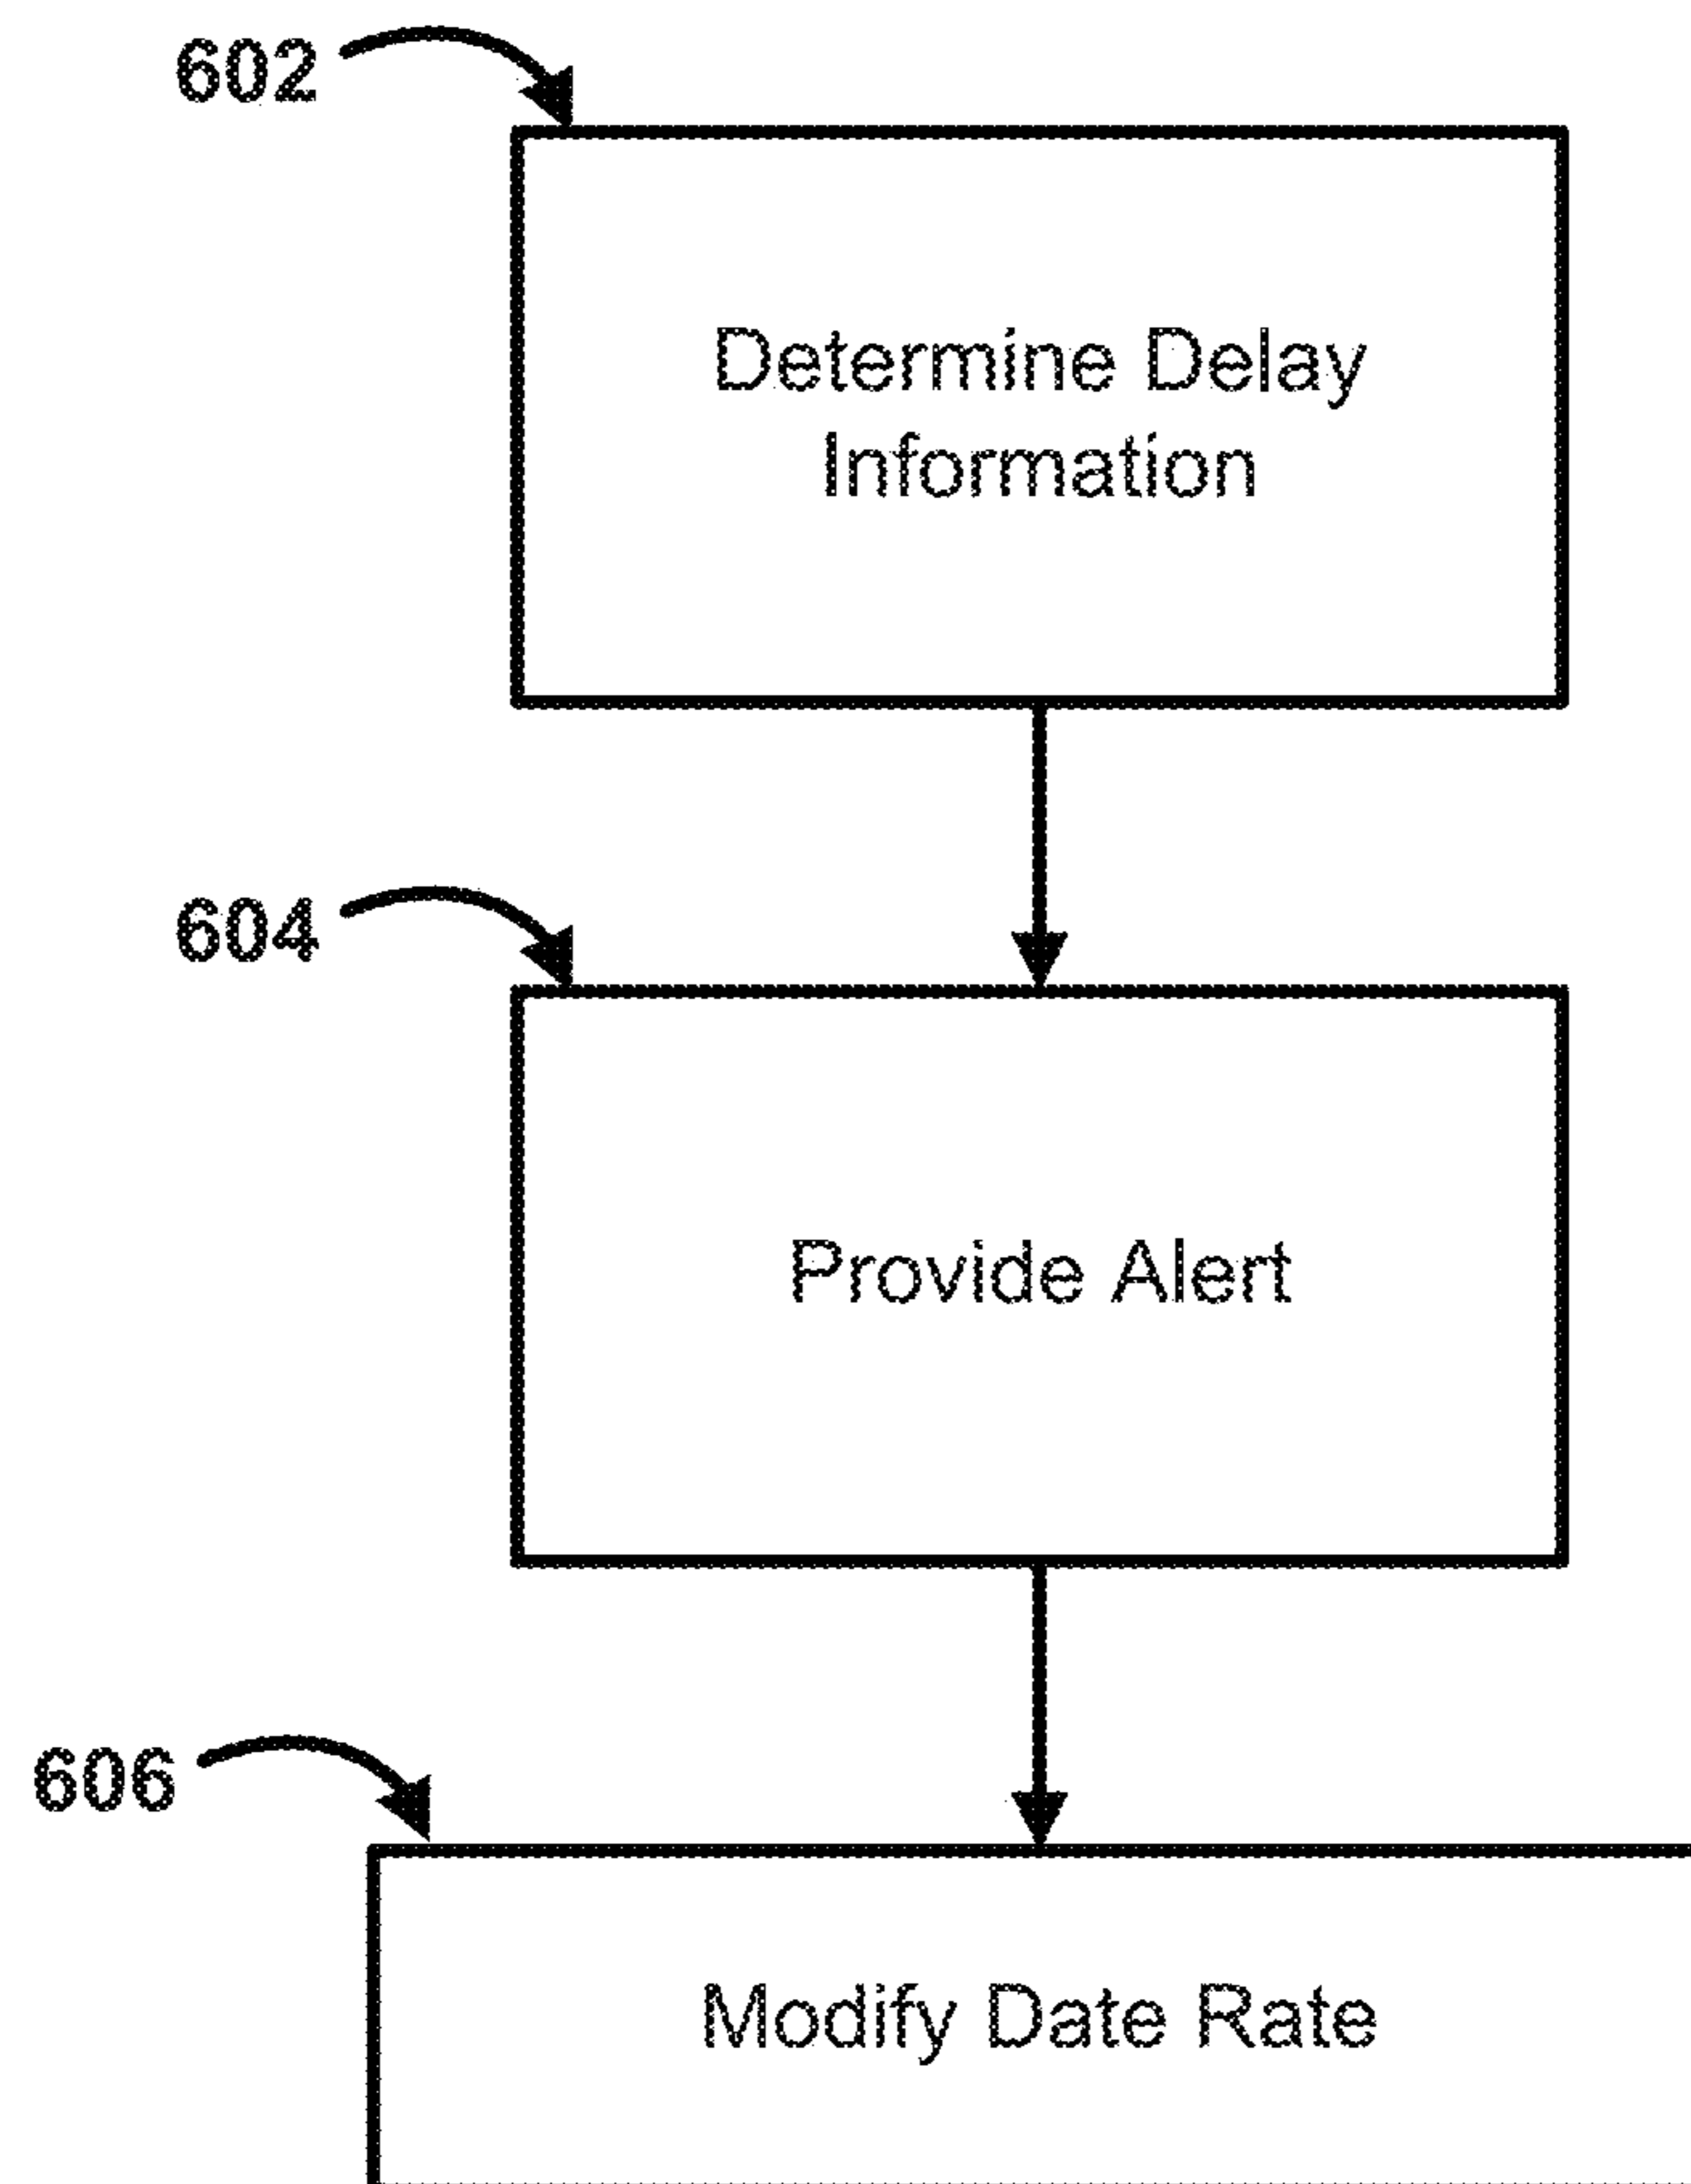 602
Determine Delay
Information
604
Provide Alert
606
Modify Date Rate